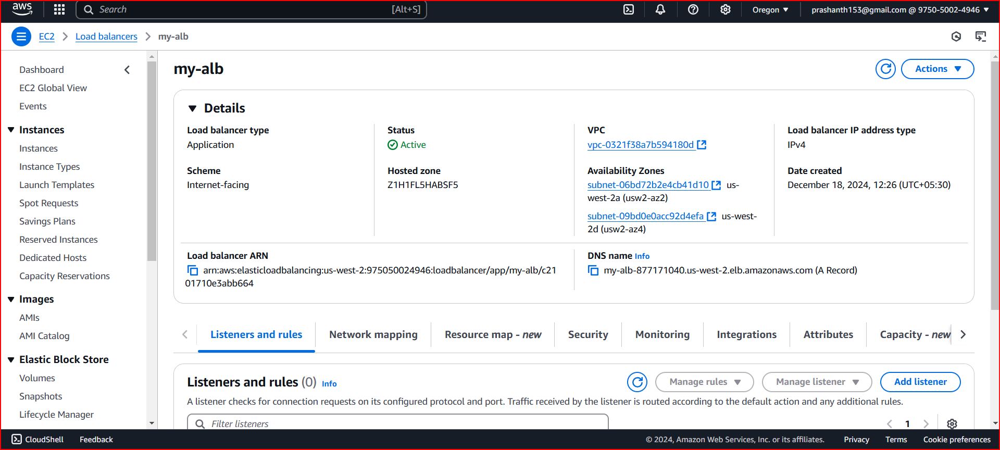 aws
Search [Alt+S]
Oregon ▼
prashanth153@gmail.com @ 9750-5002-4946 ▼
EC2 > Load balancers > my-alb
Dashboard
EC2 Global View
Events
Instances
Instances
Instance Types
Launch Templates
Spot Requests
Savings Plans
Reserved Instances
Dedicated Hosts
Capacity Reservations
Images
AMIs
AMI Catalog
Elastic Block Store
Volumes
Snapshots
Lifecycle Manager
my-alb
Actions ▼
Details
Load balancer type
Application
Status
Active
VPC
vpc-0321f38a7b594180d
Load balancer IP address type
IPv4
Scheme
Internet-facing
Hosted zone
Z1H1FL5HABSF5
Availability Zones
subnet-06bd72b2e4cb41d10 us-
west-2a (usw2-az2)
subnet-09bd0e0acc92d4efa us-west-
2d (usw2-az4)
Date created
December 18, 2024, 12:26 (UTC+05:30)
Load balancer ARN
arn:aws:elasticloadbalancing:us-west-2:975050024946:loadbalancer/app/my-alb/c21
01710e3abb664
DNS name Info
my-alb-877171040.us-west-2.elb.amazonaws.com (A Record)
Listeners and rules
Network mapping
Resource map - new
Security
Monitoring
Integrations
Attributes
Capacity - new
Listeners and rules (0) Info
Manage rules ▼
Manage listener ▼
Add listener
A listener checks for connection requests on its configured protocol and port. Traffic received by the listener is routed according to the default action and any additional rules.
Filter listeners
1
CloudShell
Feedback
© 2024, Amazon Web Services, Inc. or its affiliates.
Privacy
Terms
Cookie preferences